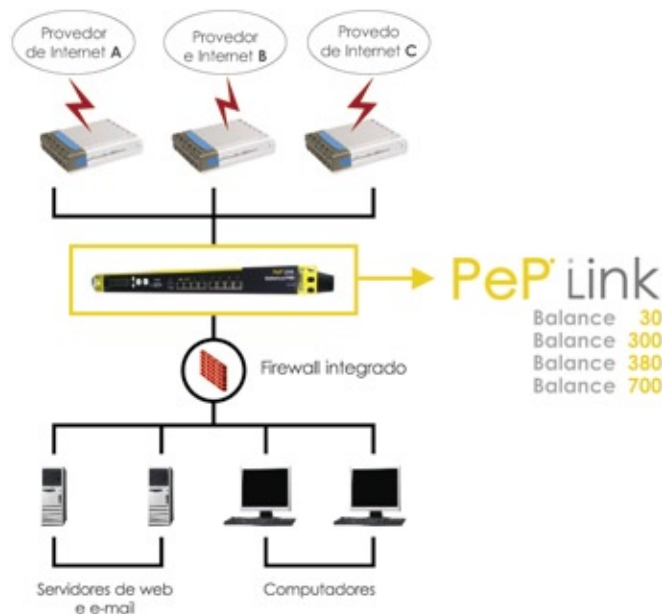 Provedor
de Internet A
Provedor
e Internet B
Provedo
de Internet C
PePLink
PeP Link
Balance 30
Balance 300
Balance 380
Balance 700
Firewall integrado
Servidores de web
e e-mail
Computadores